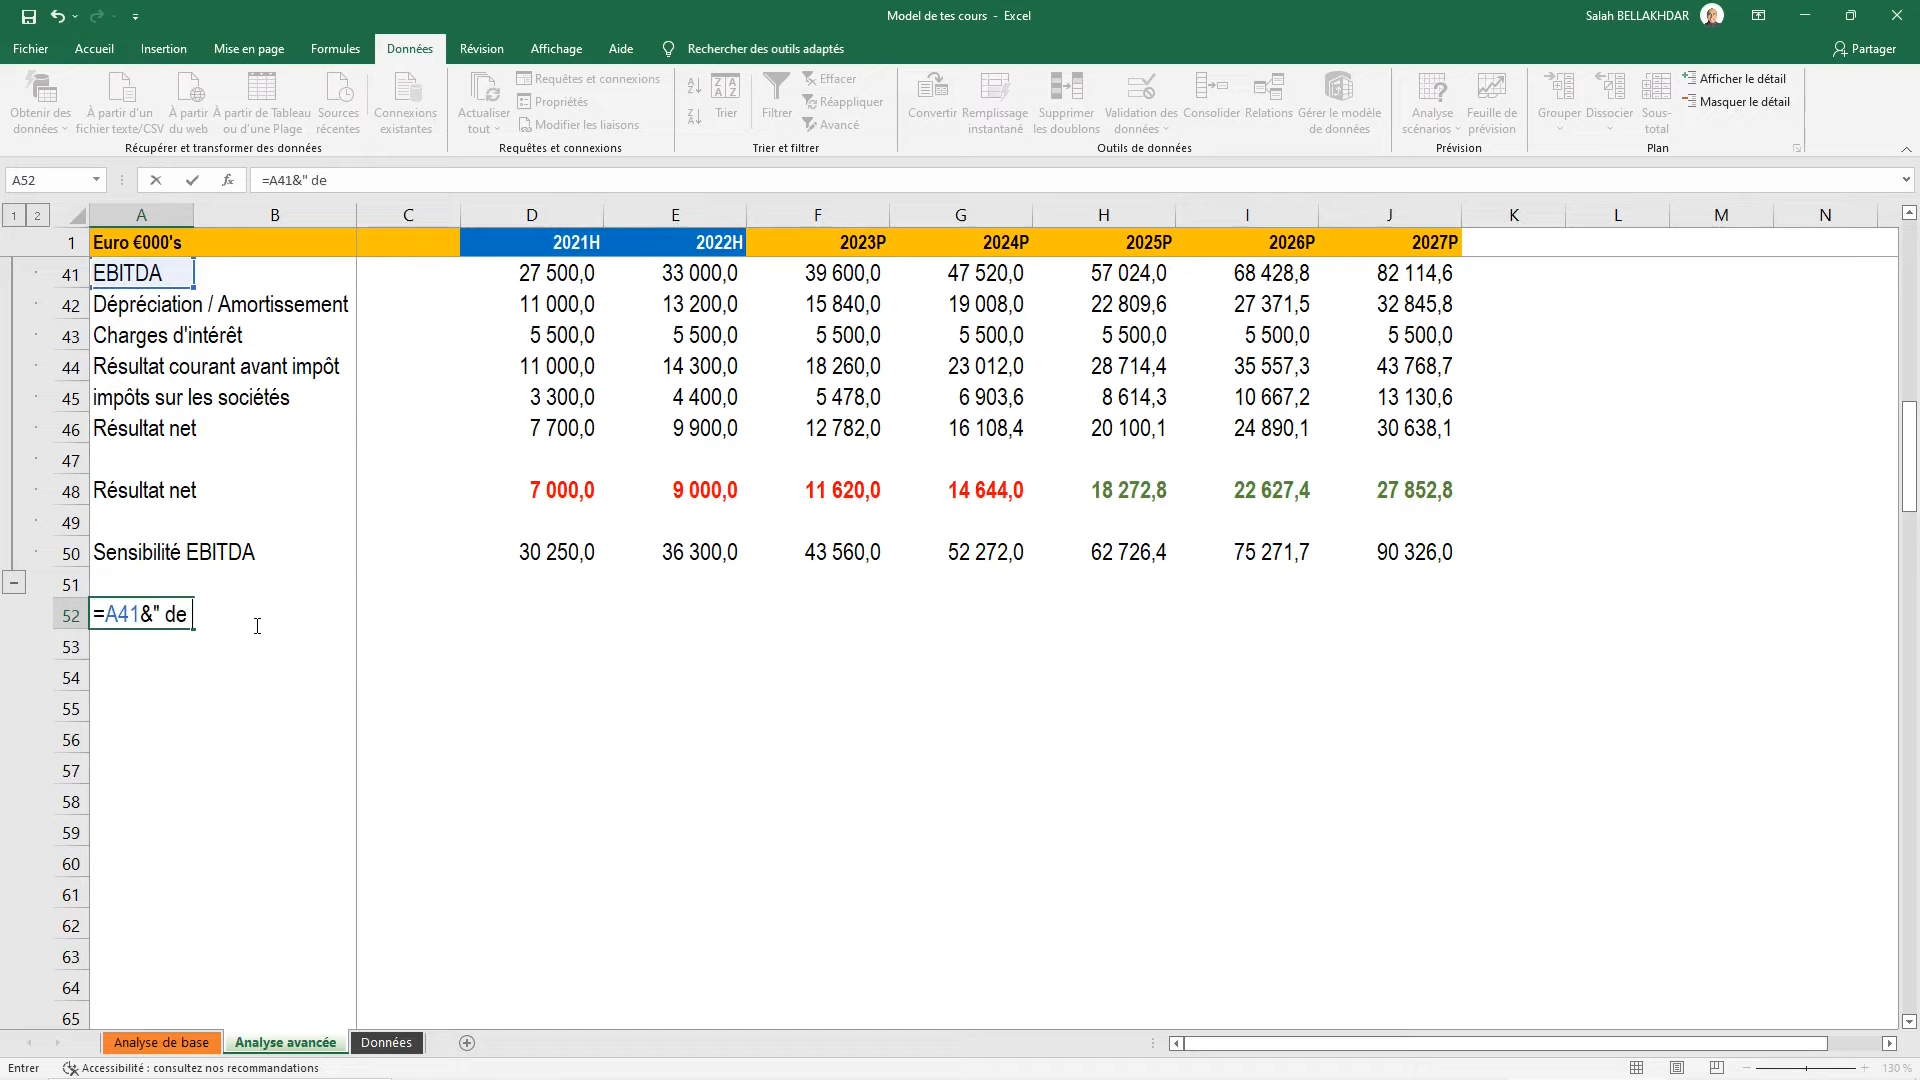 Model de tes cours - Excel
Salah BELLAKHDAR
Fichier Accueil Insertion Mise en page Formules Données Révision Affichage Aide Rechercher des outils adaptés Partager
Obtenir des données
À partir d'un fichier texte/CSV
À partir du web
À partir de Tableau ou d'une Plage
Sources récentes
Connexions existantes
Récupérer et transformer des données
Actualiser tout
Requêtes et connexions
Propriétés
Modifier les liaisons
Requêtes et connexions
Trier
Filtrer
Effacer
Réappliquer
Avancé
Trier et filtrer
Convertir
Remplissage instantané
Supprimer les doublons
Validation des données
Consolider
Relations
Gérer le modèle de données
Outils de données
Analyse scénarios
Feuille de prévision
Prévision
Grouper
Dissocier
Sous-total
Afficher le détail
Masquer le détail
Plan
A52 fx =A41&" de
1 2 A B C D E F G H I J K L M N
1 Euro €000's 2021H 2022H 2023P 2024P 2025P 2026P 2027P
41 EBITDA 27 500,0 33 000,0 39 600,0 47 520,0 57 024,0 68 428,8 82 114,6
42 Dépréciation / Amortissement 11 000,0 13 200,0 15 840,0 19 008,0 22 809,6 27 371,5 32 845,8
43 Charges d'intérêt 5 500,0 5 500,0 5 500,0 5 500,0 5 500,0 5 500,0 5 500,0
44 Résultat courant avant impôt 11 000,0 14 300,0 18 260,0 23 012,0 28 714,4 35 557,3 43 768,7
45 impôts sur les sociétés 3 300,0 4 400,0 5 478,0 6 903,6 8 614,3 10 667,2 13 130,6
46 Résultat net 7 700,0 9 900,0 12 782,0 16 108,4 20 100,1 24 890,1 30 638,1
47
48 Résultat net 7 000,0 9 000,0 11 620,0 14 644,0 18 272,8 22 627,4 27 852,8
49
50 Sensibilité EBITDA 30 250,0 36 300,0 43 560,0 52 272,0 62 726,4 75 271,7 90 326,0
51
52 =A41&" de
53
54
55
56
57
58
59
60
61
62
63
64
65
Analyse de base Analyse avancée Données
Entrer Accessibilité : consultez nos recommandations 130 %